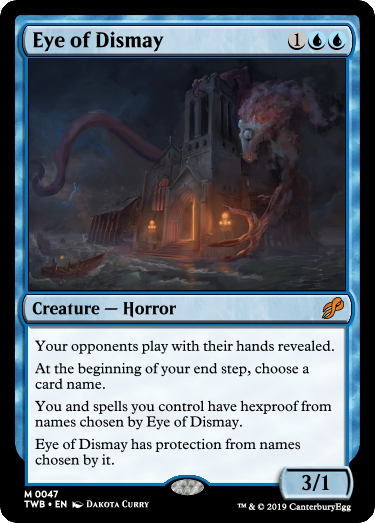 Eye of Dismay 1
Creature — Horror
Your opponents play with their hands revealed.
At the beginning of your end step, choose a
card name.
You and spells you control have hexproof from
names chosen by Eye of Dismay.
Eye of Dismay has protection from names
chosen by it.
3/1
M 0047
TWB • EN DAKOTA CURRY
™ & © 2019 CanterburyEgg